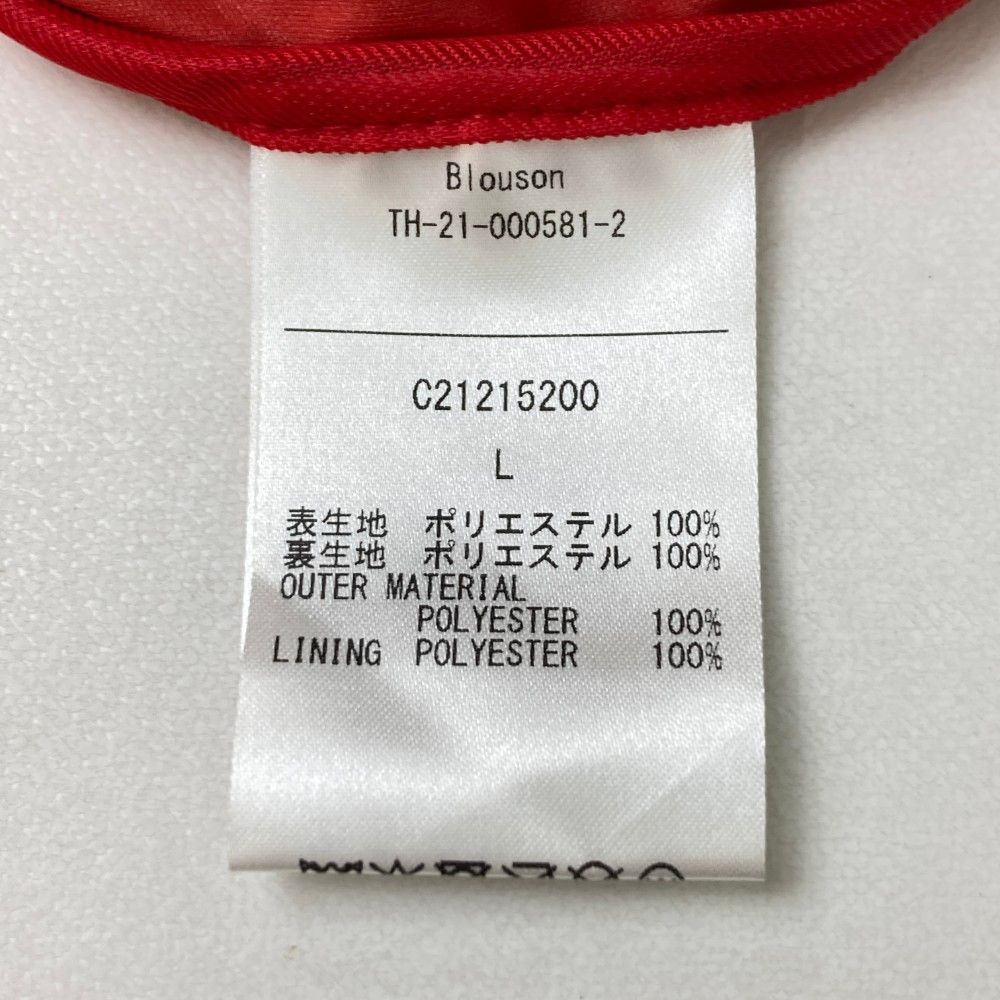 Blouson
TH-21-000581-2
C21215200
L
表生地 ポリエステル 100%
裏生地 ポリエステル 100%
OUTER MATERIAL
POLYESTER 100%
LINING POLYESTER 100%